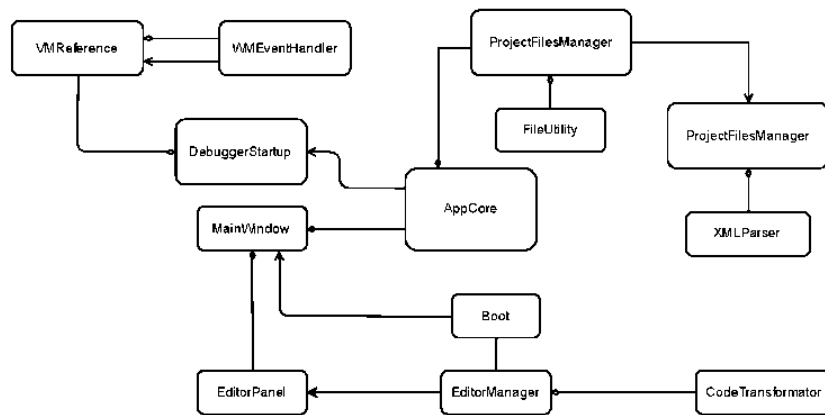 VMReference
VMEventHandler
ProjectFilesManager
FileUtility
ProjectFilesManager
DebuggerStartup
AppCore
MainWindow
XMLParser
Boot
EditorPanel
EditorManager
CodeTransformator